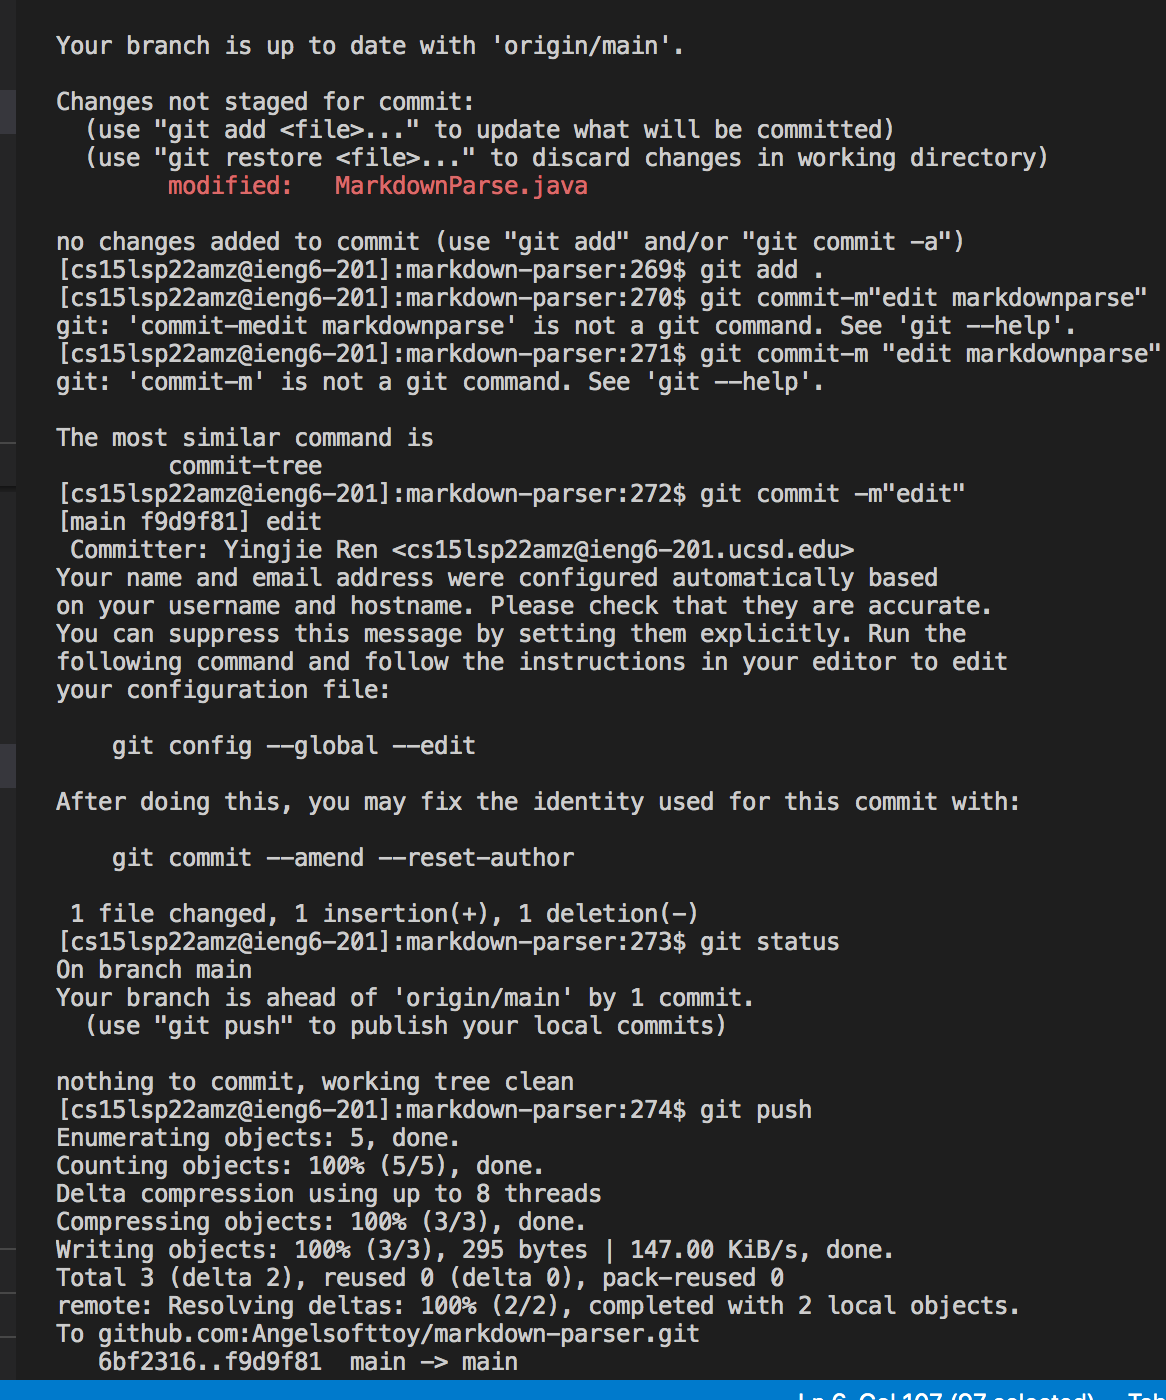 Your branch is up to date with 'origin/main'.
Changes not staged for commit:
  (use "git add <file>..." to update what will be committed)
  (use "git restore <file>..." to discard changes in working directory)
        modified:   MarkdownParse.java
no changes added to commit (use "git add" and/or "git commit -a")
[cs15lsp22amz@ieng6-201]:markdown-parser:269$ git add .
[cs15lsp22amz@ieng6-201]:markdown-parser:270$ git commit-m"edit markdownparse"
git: 'commit-medit markdownparse' is not a git command. See 'git --help'.
[cs15lsp22amz@ieng6-201]:markdown-parser:271$ git commit-m "edit markdownparse"
git: 'commit-m' is not a git command. See 'git --help'.
The most similar command is
        commit-tree
[cs15lsp22amz@ieng6-201]:markdown-parser:272$ git commit -m"edit"
[main f9d9f81] edit
 Committer: Yingjie Ren <cs15lsp22amz@ieng6-201.ucsd.edu>
Your name and email address were configured automatically based
on your username and hostname. Please check that they are accurate.
You can suppress this message by setting them explicitly. Run the
following command and follow the instructions in your editor to edit
your configuration file:
    git config --global --edit
After doing this, you may fix the identity used for this commit with:
    git commit --amend --reset-author
 1 file changed, 1 insertion(+), 1 deletion(-)
[cs15lsp22amz@ieng6-201]:markdown-parser:273$ git status
On branch main
Your branch is ahead of 'origin/main' by 1 commit.
  (use "git push" to publish your local commits)
nothing to commit, working tree clean
[cs15lsp22amz@ieng6-201]:markdown-parser:274$ git push
Enumerating objects: 5, done.
Counting objects: 100% (5/5), done.
Delta compression using up to 8 threads
Compressing objects: 100% (3/3), done.
Writing objects: 100% (3/3), 295 bytes | 147.00 KiB/s, done.
Total 3 (delta 2), reused 0 (delta 0), pack-reused 0
remote: Resolving deltas: 100% (2/2), completed with 2 local objects.
To github.com:Angelsofttoy/markdown-parser.git
   6bf2316..f9d9f81  main -> main
Ln 6, Col 107 (97 selected)